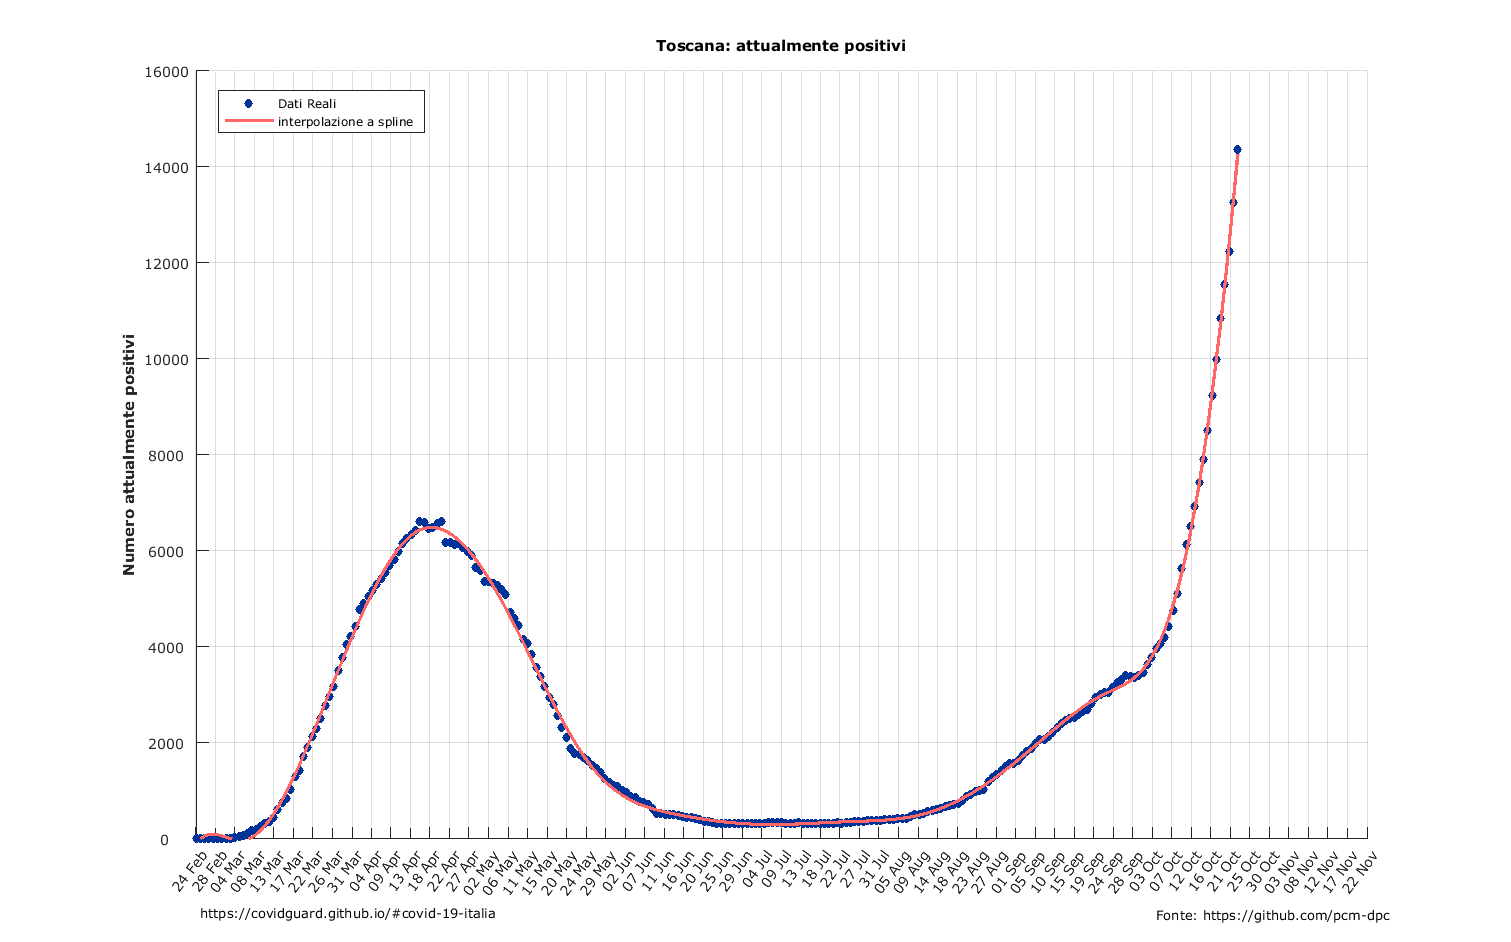 Toscana: attualmente positivi
16000
14000
12000
10000
8000
6000
4000
2000
0
Numero attualmente positivi
Dati Reali
interpolazione a spline
24 Feb
28 Feb
04 Mar
08 Mar
13 Mar
17 Mar
22 Mar
26 Mar
31 Mar
04 Apr
09 Apr
13 Apr
18 Apr
22 Apr
27 Apr
02 May
06 May
11 May
15 May
20 May
24 May
29 May
02 Jun
07 Jun
11 Jun
16 Jun
20 Jun
25 Jun
29 Jun
04 Jul
09 Jul
13 Jul
18 Jul
22 Jul
27 Jul
31 Jul
05 Aug
09 Aug
14 Aug
18 Aug
23 Aug
27 Aug
01 Sep
05 Sep
10 Sep
15 Sep
19 Sep
24 Sep
28 Sep
03 Oct
07 Oct
12 Oct
16 Oct
21 Oct
25 Oct
30 Oct
03 Nov
08 Nov
12 Nov
17 Nov
22 Nov
https://covidguard.github.io/#covid-19-italia
Fonte: https://github.com/pcm-dpc